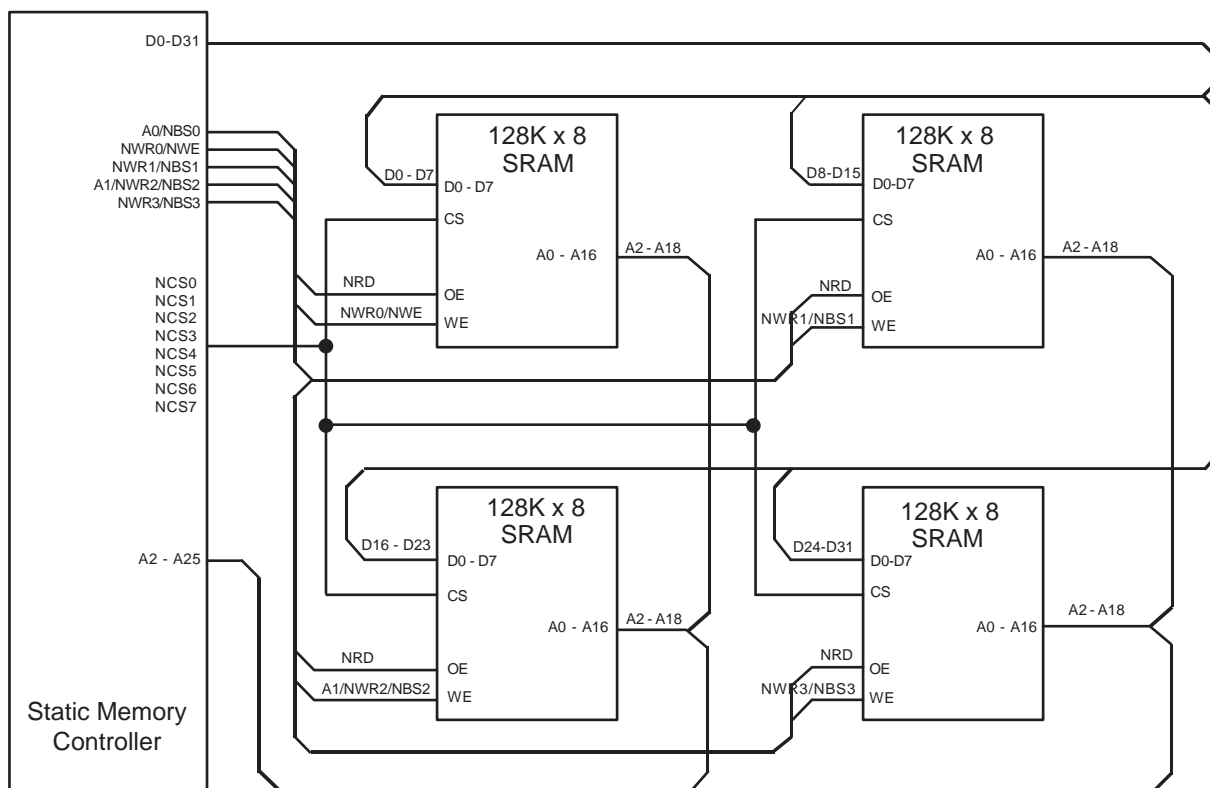 D0-D31
A0/NBS0
NWR0/NWE
NWR1/NBS1
A1/NWR2/NBS2
NWR3/NBS3
NCS0
NCS1
NCS2
NCS3
NCS4
NCS5
NCS6
NCS7
A2 - A25
Static Memory
Controller
128K x 8
SRAM
D0 - D7
D0 - D7
CS
A0 - A16
A2 - A18
NRD
OE
NWR0/NWE
WE
128K x 8
SRAM
D8-D15
D0-D7
CS
A0 - A16
A2 - A18
NRD
OE
NWR1/NBS1
WE
128K x 8
SRAM
D16 - D23
D0 - D7
CS
A0 - A16
A2 - A18
NRD
OE
A1/NWR2/NBS2
WE
128K x 8
SRAM
D24-D31
D0-D7
CS
A0 - A16
A2 - A18
NRD
OE
NWR3/NBS3
WE